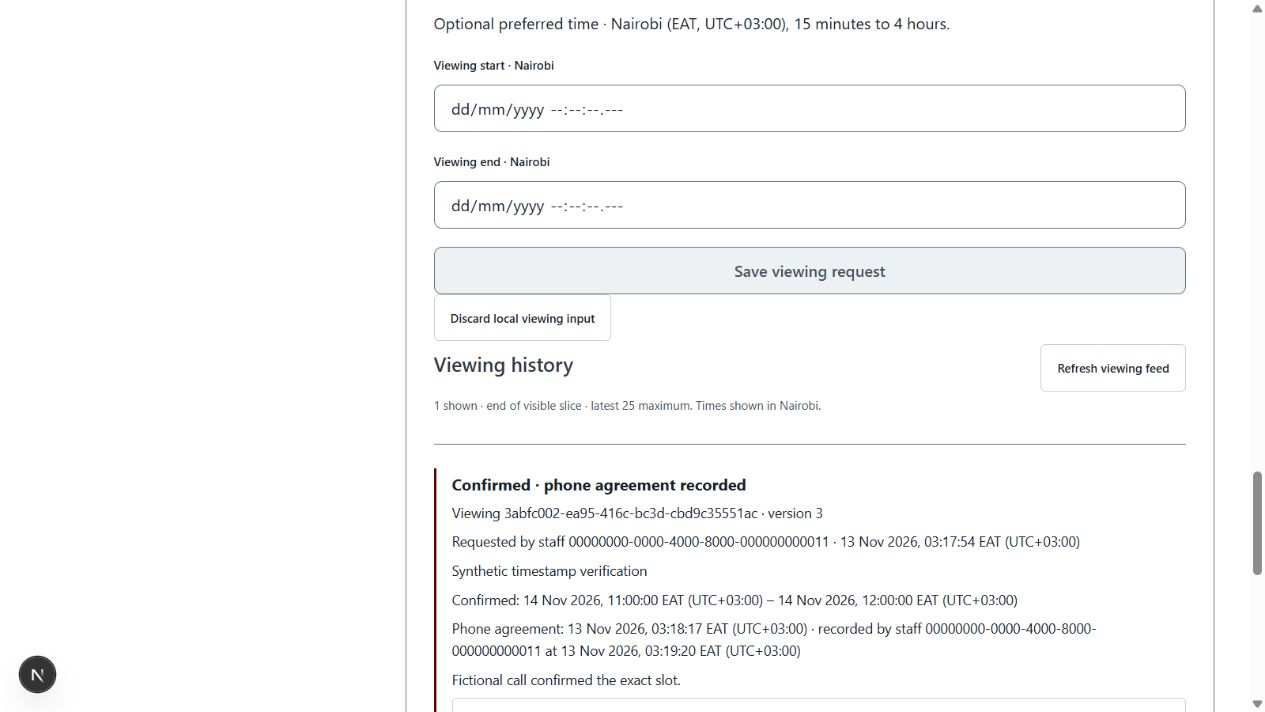 Optional preferred time · Nairobi (EAT, UTC+03:00), 15 minutes to 4 hours.
Viewing start · Nairobi
dd/mm/yyyy --:--:--.---
Viewing end · Nairobi
dd/mm/yyyy --:--:--.---
Save viewing request
Discard local viewing input
Viewing history
Refresh viewing feed
1 shown · end of visible slice · latest 25 maximum. Times shown in Nairobi.
Confirmed · phone agreement recorded
Viewing 3abfc002-ea95-416c-bc3d-cbd9c35551ac · version 3
Requested by staff 00000000-0000-4000-8000-000000000011 · 13 Nov 2026, 03:17:54 EAT (UTC+03:00)
Synthetic timestamp verification
Confirmed: 14 Nov 2026, 11:00:00 EAT (UTC+03:00) – 14 Nov 2026, 12:00:00 EAT (UTC+03:00)
Phone agreement: 13 Nov 2026, 03:18:17 EAT (UTC+03:00) · recorded by staff 00000000-0000-4000-8000-
000000000011 at 13 Nov 2026, 03:19:20 EAT (UTC+03:00)
Fictional call confirmed the exact slot.
N